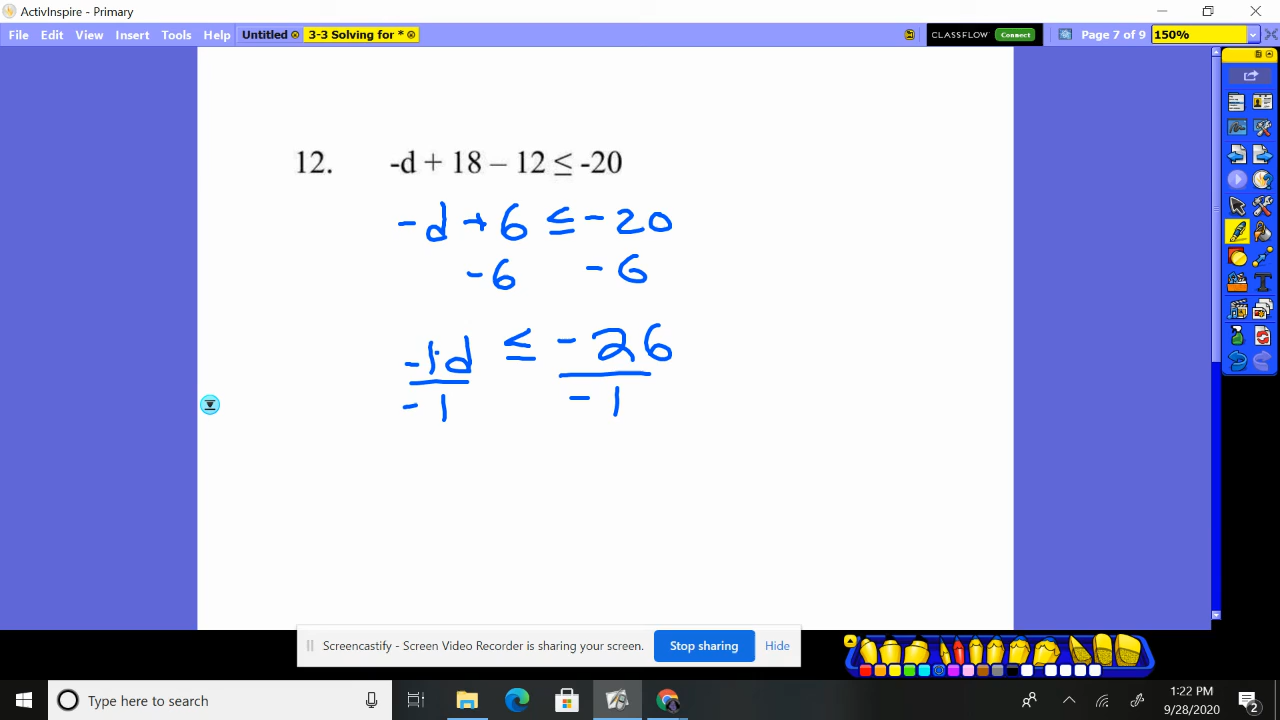 ActivInspire - Primary
File Edit View Insert Tools Help Untitled 3-3 Solving for * CLASSFLOW Connect Page 7 of 9 150%
12. -d + 18 – 12 ≤ -20
-d + 6 ≤ -20
-6 -6
-1d ≤ -26
-1 -1
Screencastify - Screen Video Recorder is sharing your screen. Stop sharing Hide
Type here to search
1:22 PM
9/28/2020
2